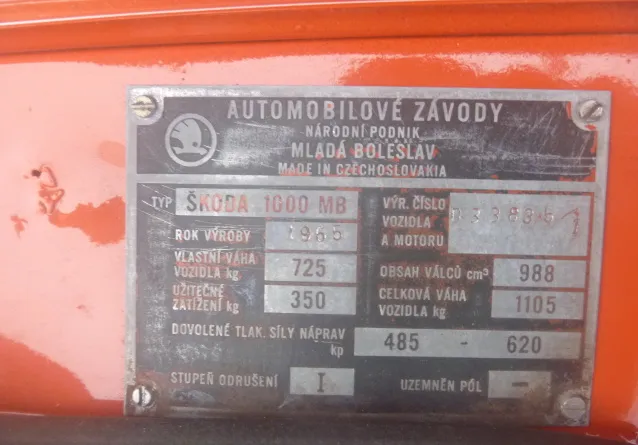 AUTOMOBILOVÉ ZÁVODY
NÁRODNÍ PODNIK
MLADÁ BOLESLAV
MADE IN CZECHOSLOVAKIA
TYP ŠKODA 1000 MB
ROK VÝROBY 1965
VLASTNÍ VÁHA
VOZIDLA kg 725
UŽITEČNÉ
ZATÍŽENÍ kg 350
VÝR. ČÍSLO
VOZIDLA
A MOTORU
OBSAH VÁLCŮ cm³ 988
CELKOVÁ VÁHA
VOZIDLA kg 1105
DOVOLENÉ TLAK. SÍLY NÁPRAV
kp 485 - 620
STUPEŇ ODRUŠENÍ I
UZEMNĚN PÓL -